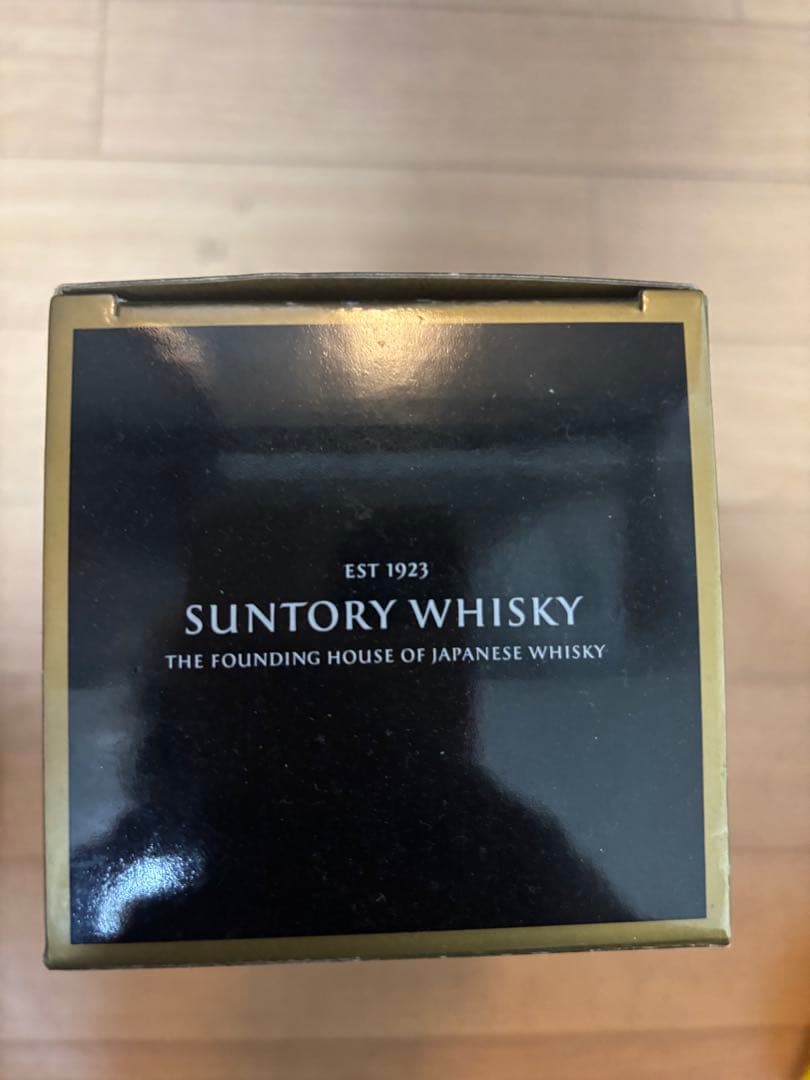 EST 1923
SUNTORY WHISKY
THE FOUNDING HOUSE OF JAPANESE WHISKY